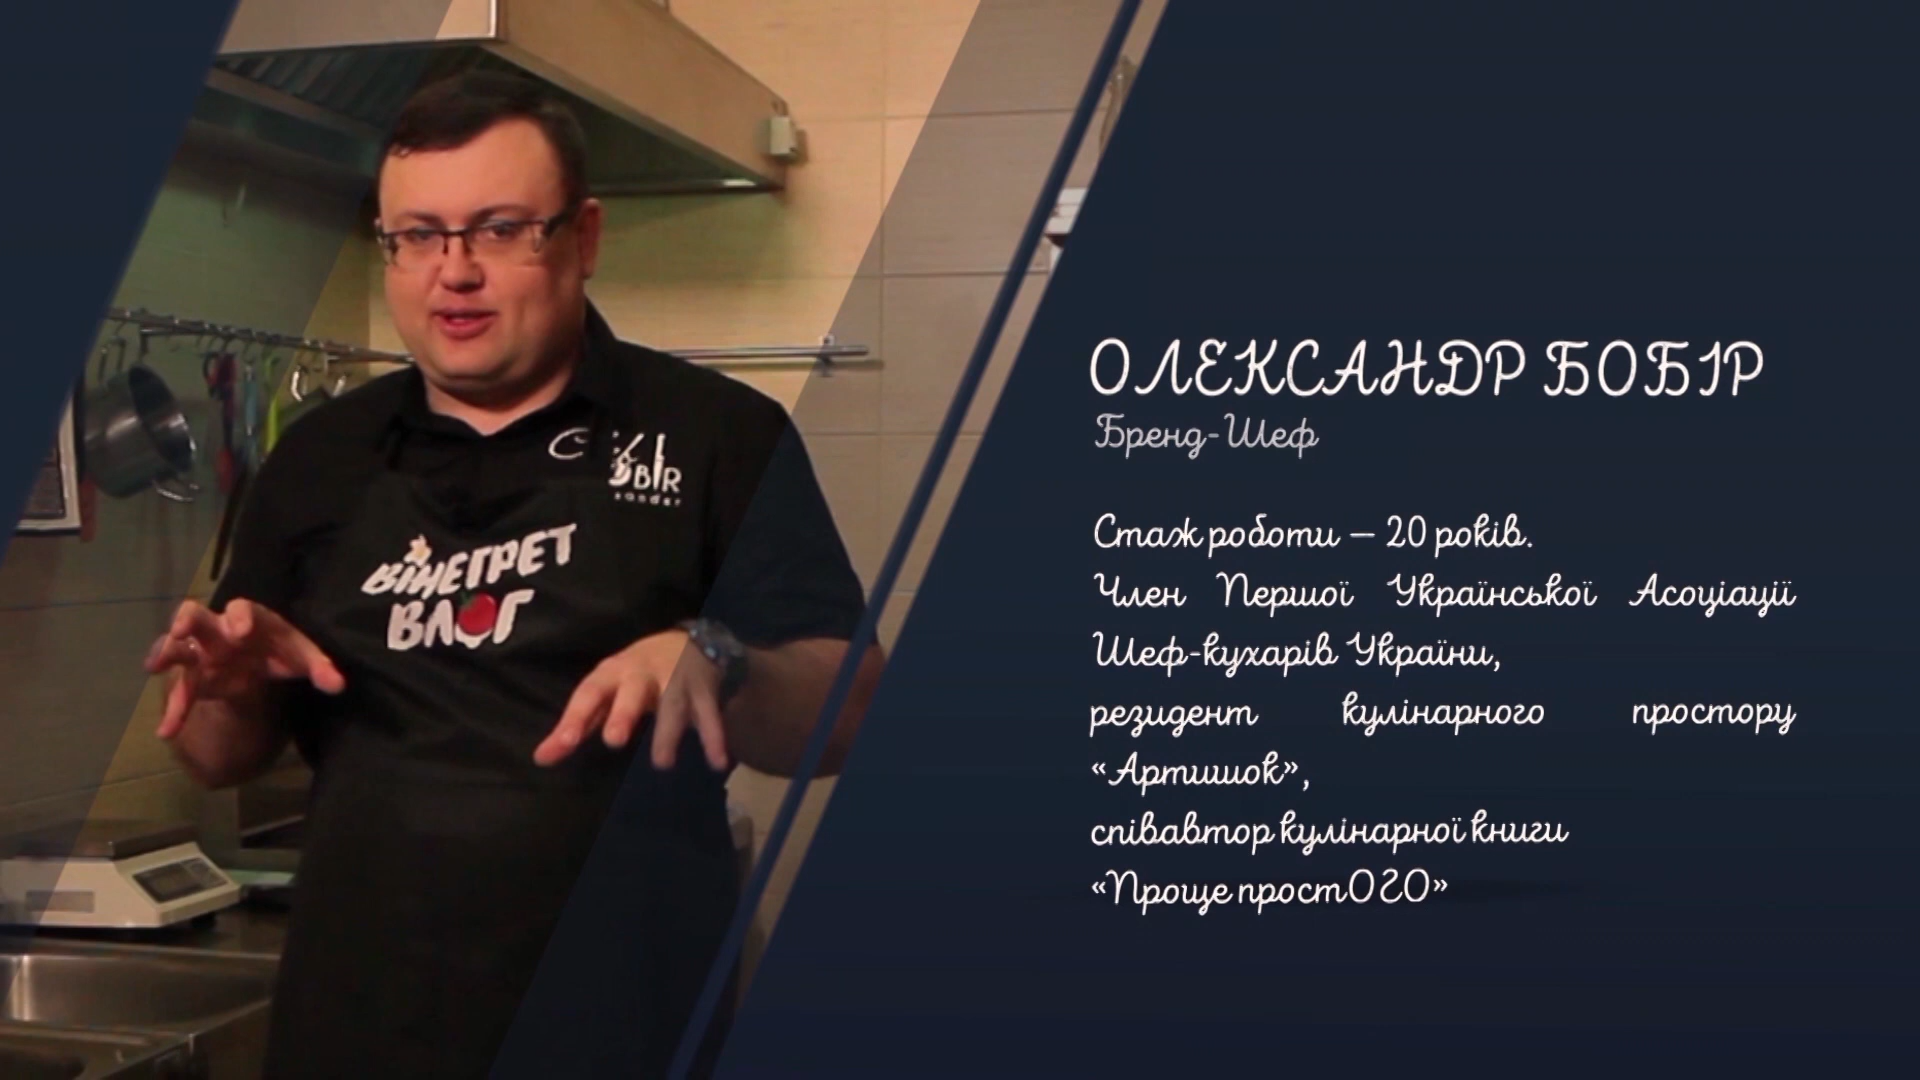 ОЛЕКСАНДР БОБІР
Бренд-Шеф
Стаж роботи – 20 років.
Член Першої Української Асоціації
Шеф-кухарів України,
резидент кулінарного простору
«Артишок»,
співавтор кулінарної книги
«Проще простОГО»
ВІНЕГРЕТ
ВЛОГ